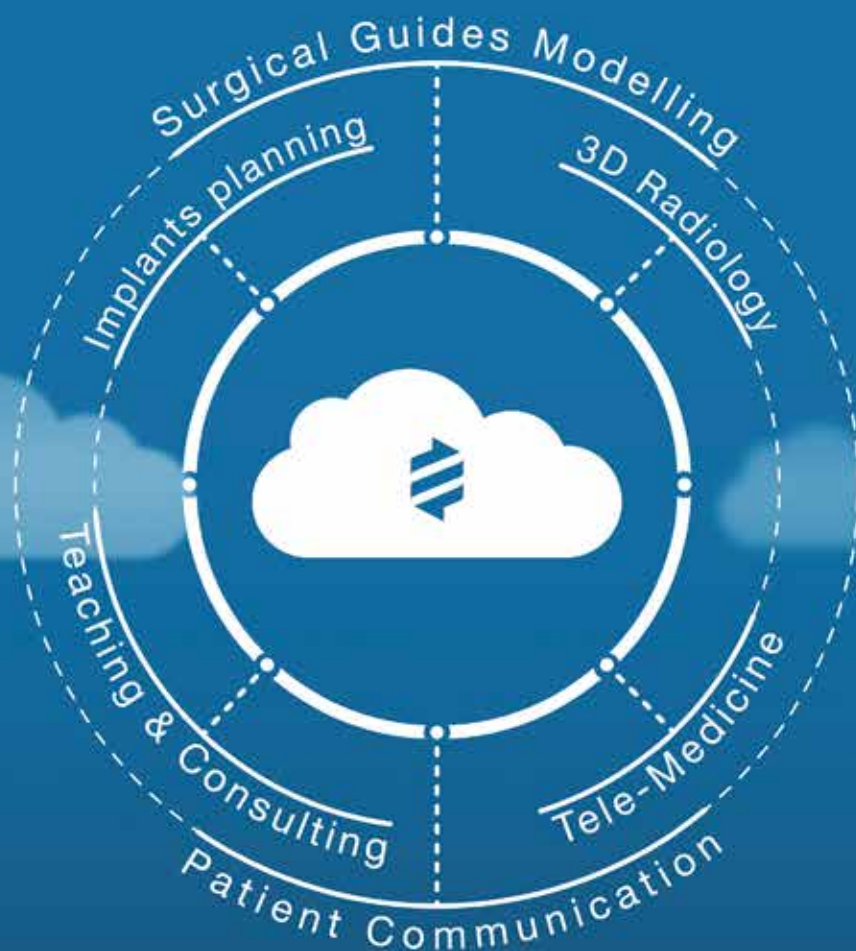 Surgical Guides Modelling
Implants planning
3D Radiology
Teaching & Consulting
Tele-Medicine
Patient Communication